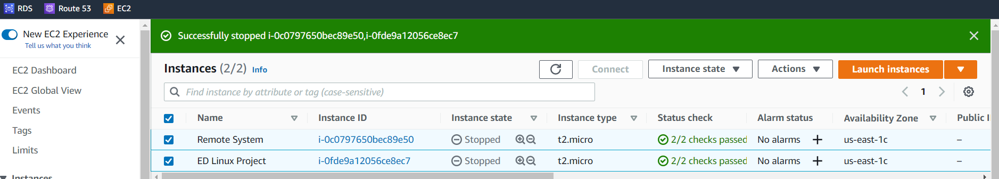 RDS Route 53 EC2
New EC2 Experience
Tell us what you think
EC2 Dashboard
EC2 Global View
Events
Tags
Limits
Instances
Successfully stopped i-0c0797650bec89e50,i-0fde9a12056ce8ec7
Instances (2/2) Info
Connect Instance state Actions Launch instances
Find instance by attribute or tag (case-sensitive)
1
Name Instance ID Instance state Instance type Status check Alarm status Availability Zone Public I
Remote System i-0c0797650bec89e50 Stopped t2.micro 2/2 checks passed No alarms + us-east-1c –
ED Linux Project i-0fde9a12056ce8ec7 Stopped t2.micro 2/2 checks passed No alarms + us-east-1c –